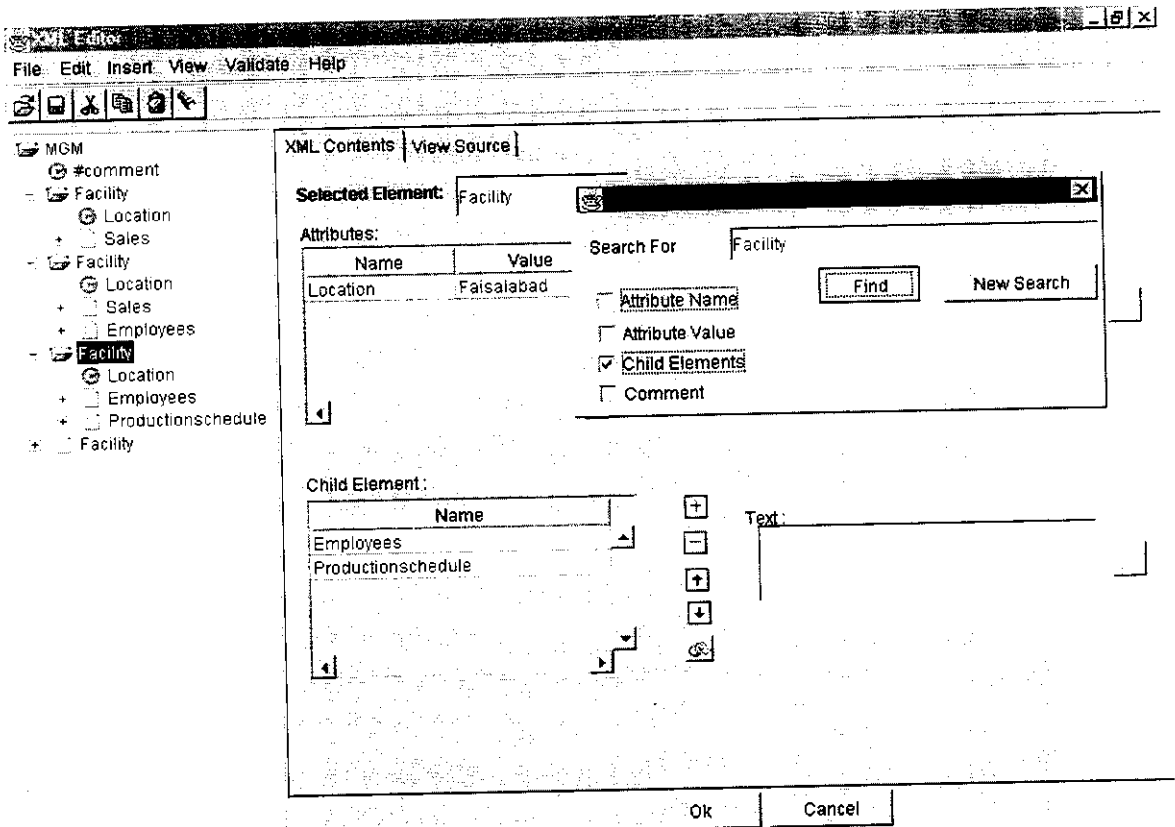 XML Editor
File Edit Insert View Validate Help
MGM
#comment
Facility
Location
Sales
Facility
Location
Sales
Employees
Facility
Location
Employees
Productionschedule
Facility
XML Contents View Source
Selected Element: Facility
Attributes:
Name Value
Location Faisalabad
Search For Facility
Find New Search
Attribute Name
Attribute Value
Child Elements
Comment
Child Element :
Name
Employees
Productionschedule
Text :
Ok Cancel